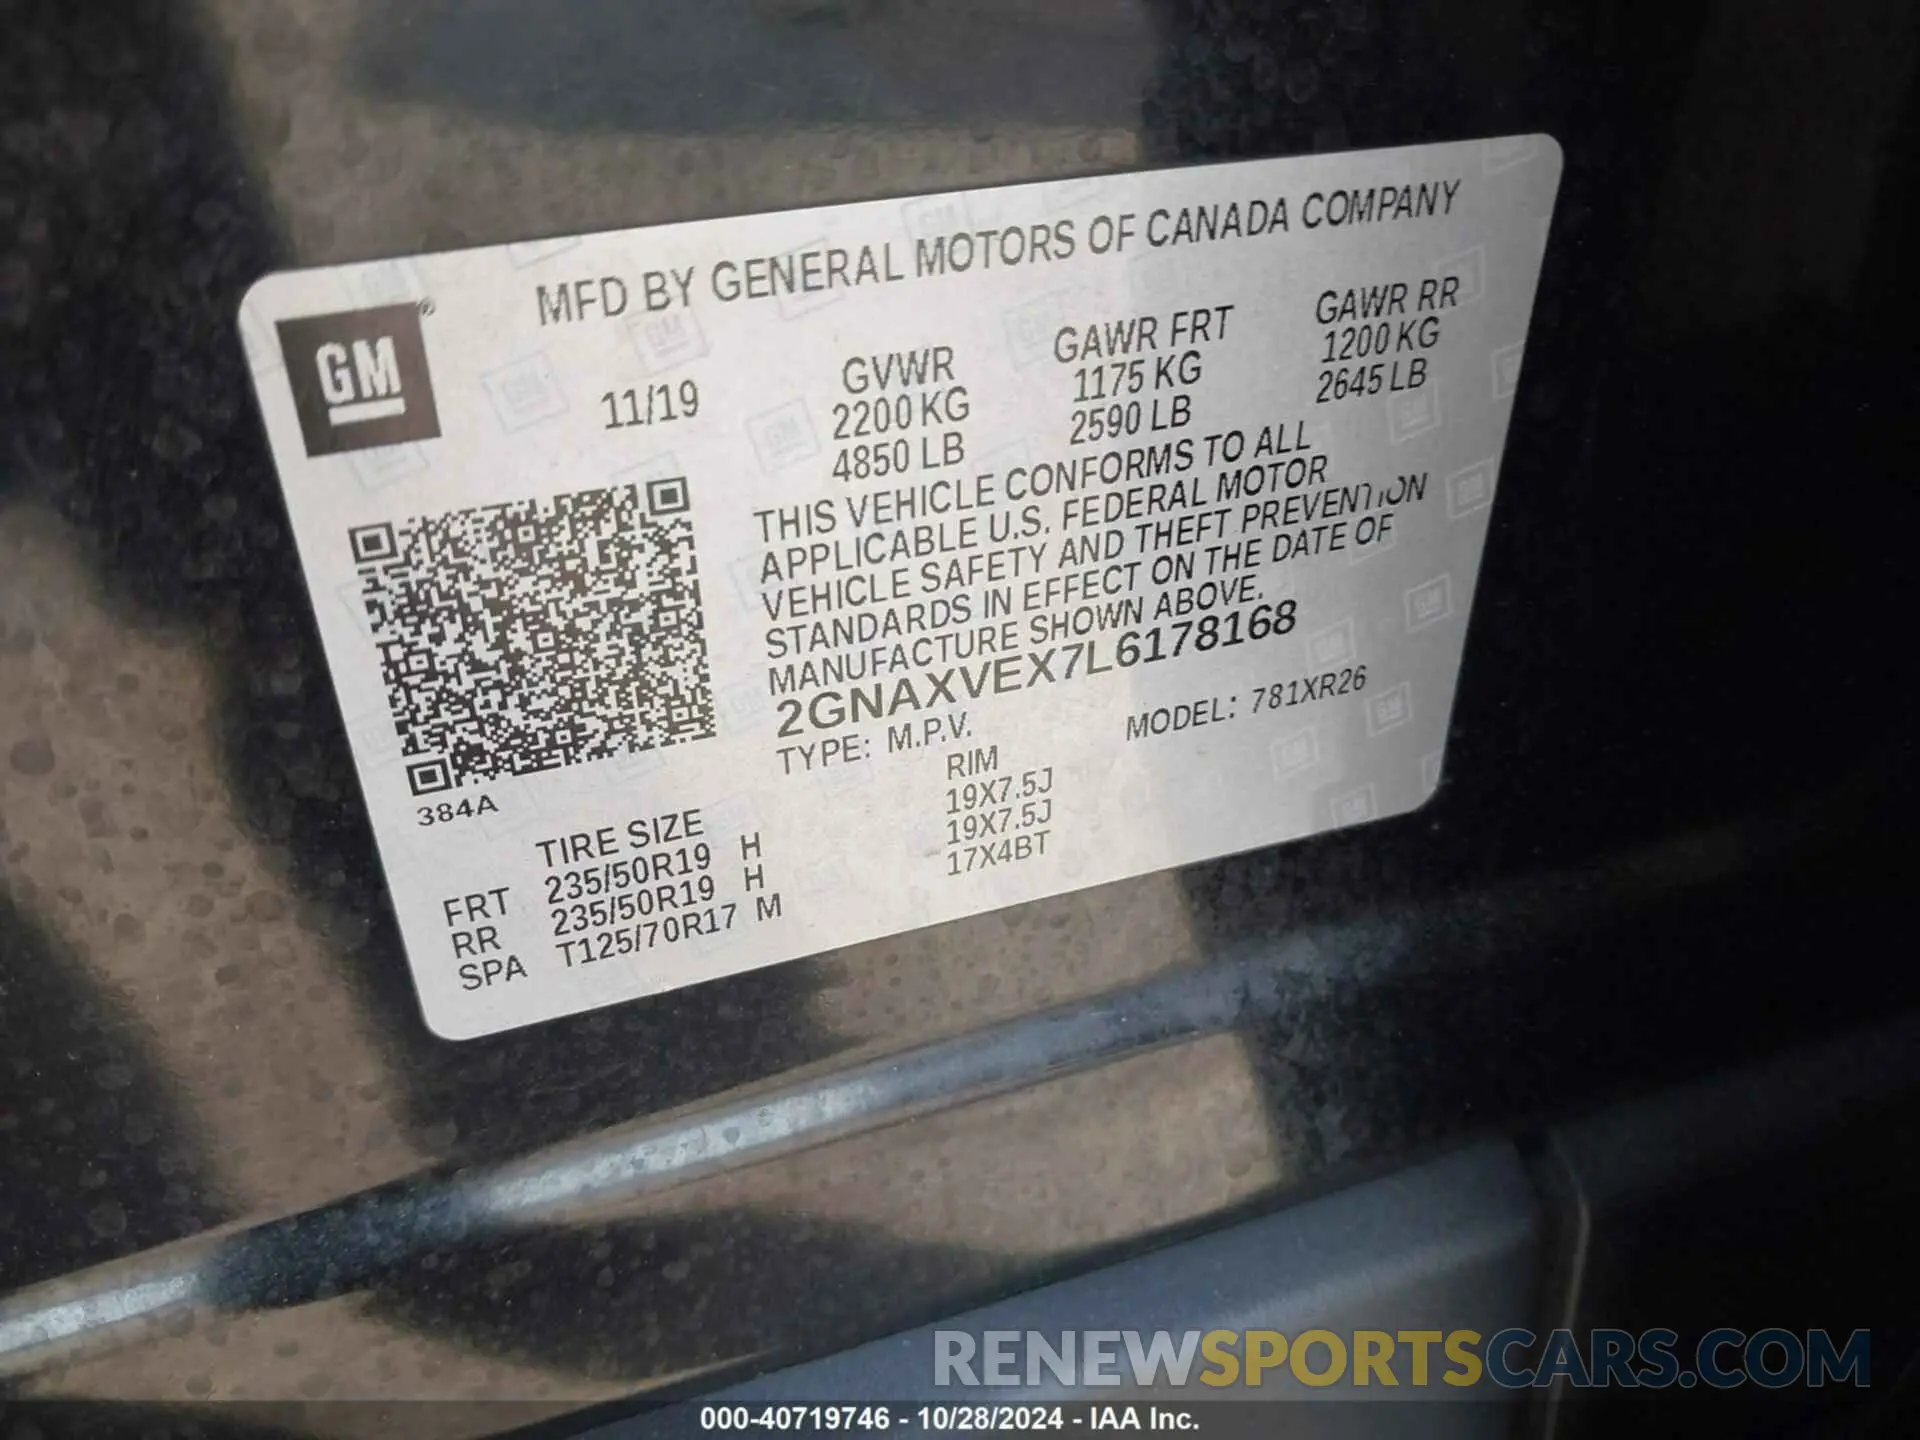 MFD BY GENERAL MOTORS OF CANADA COMPANY
GM®
11/19
GVWR
2200 KG
4850 LB
GAWR FRT
1175 KG
2590 LB
GAWR RR
1200 KG
2645 LB
THIS VEHICLE CONFORMS TO ALL
APPLICABLE U.S. FEDERAL MOTOR
VEHICLE SAFETY AND THEFT PREVENTION
STANDARDS IN EFFECT ON THE DATE OF
MANUFACTURE SHOWN ABOVE.
2GNAXVEX7L6178168
TYPE: M.P.V.
MODEL: 781XR26
384A
TIRE SIZE
RIM
FRT 235/50R19 H 19X7.5J
RR 235/50R19 H 19X7.5J
SPA T125/70R17 M 17X4BT
RENEWSPORTSCARS.COM
000-40719746 - 10/28/2024 - IAA Inc.